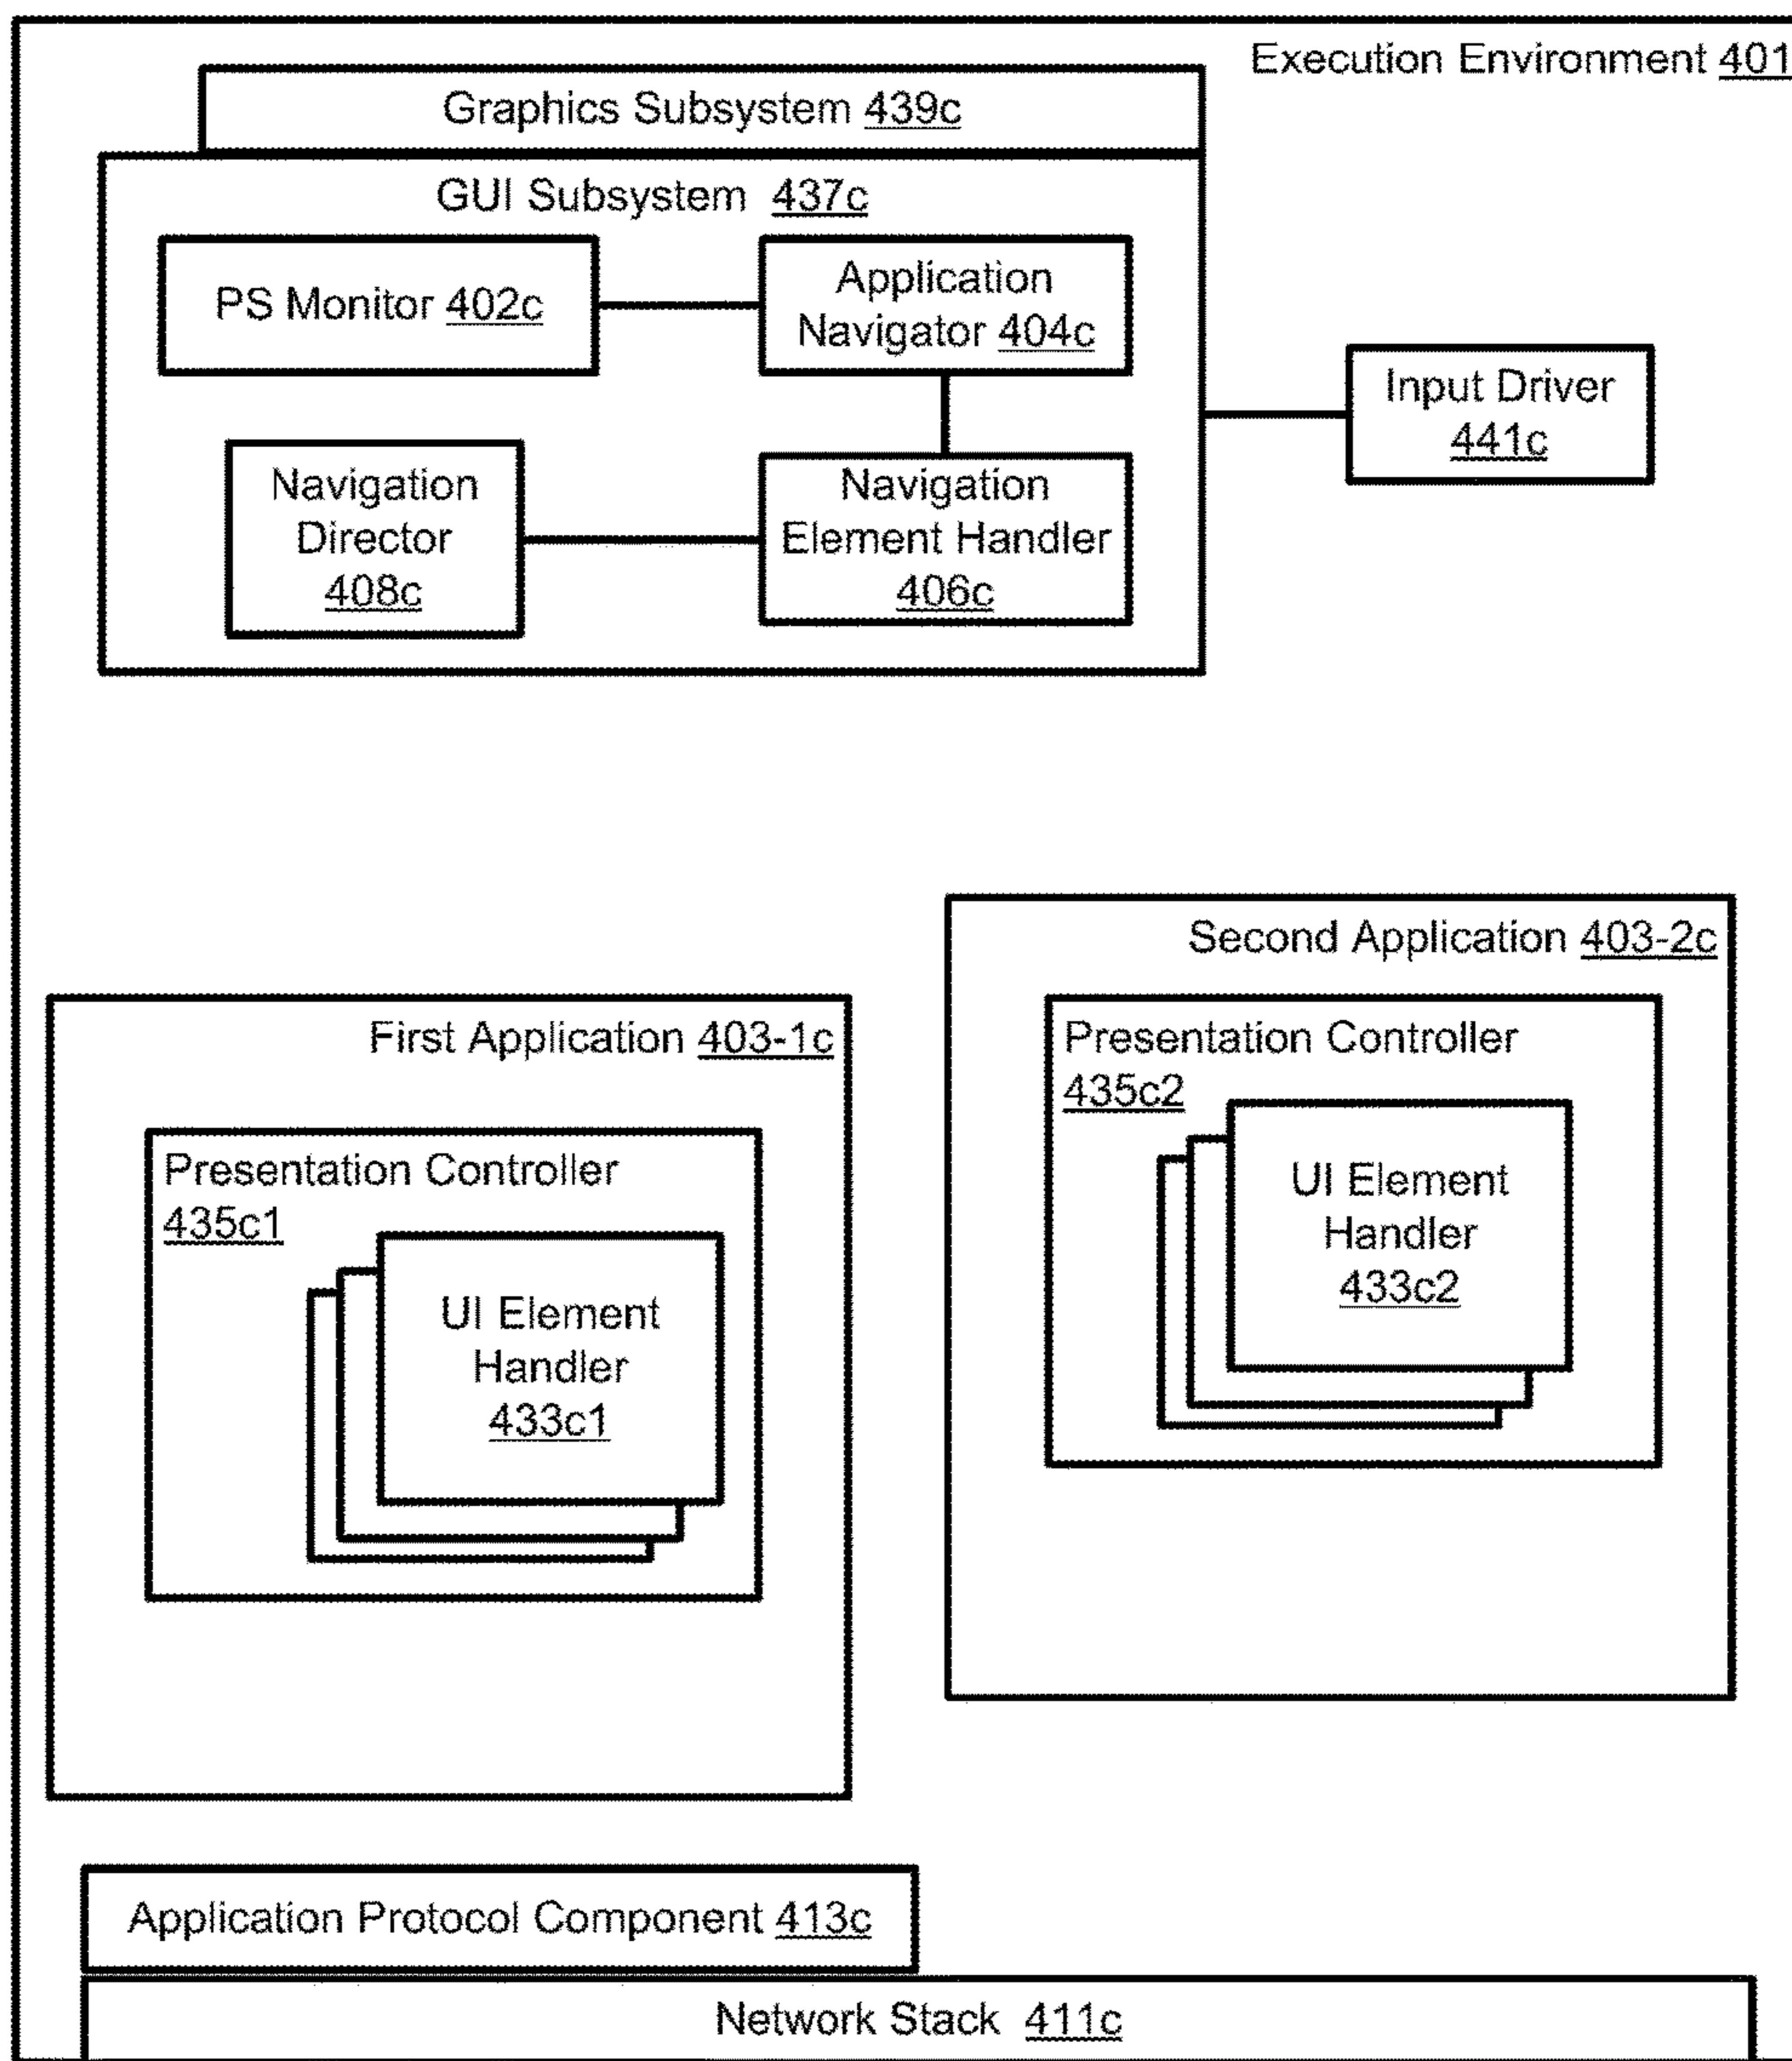 Execution Environment 401
Graphics Subsystem 439c
GUI Subsystem 437c
PS Monitor 402c
Application
Navigator 404c
Input Driver
441c
Navigation
Director
408c
Navigation
Element Handler
406c
Second Application 403-2c
First Application 403-1c
Presentation Controller
435c2
UI Element
Handler
433c2
Presentation Controller
435c1
UI Element
Handler
433c1
Application Protocol Component 413c
Network Stack 411c